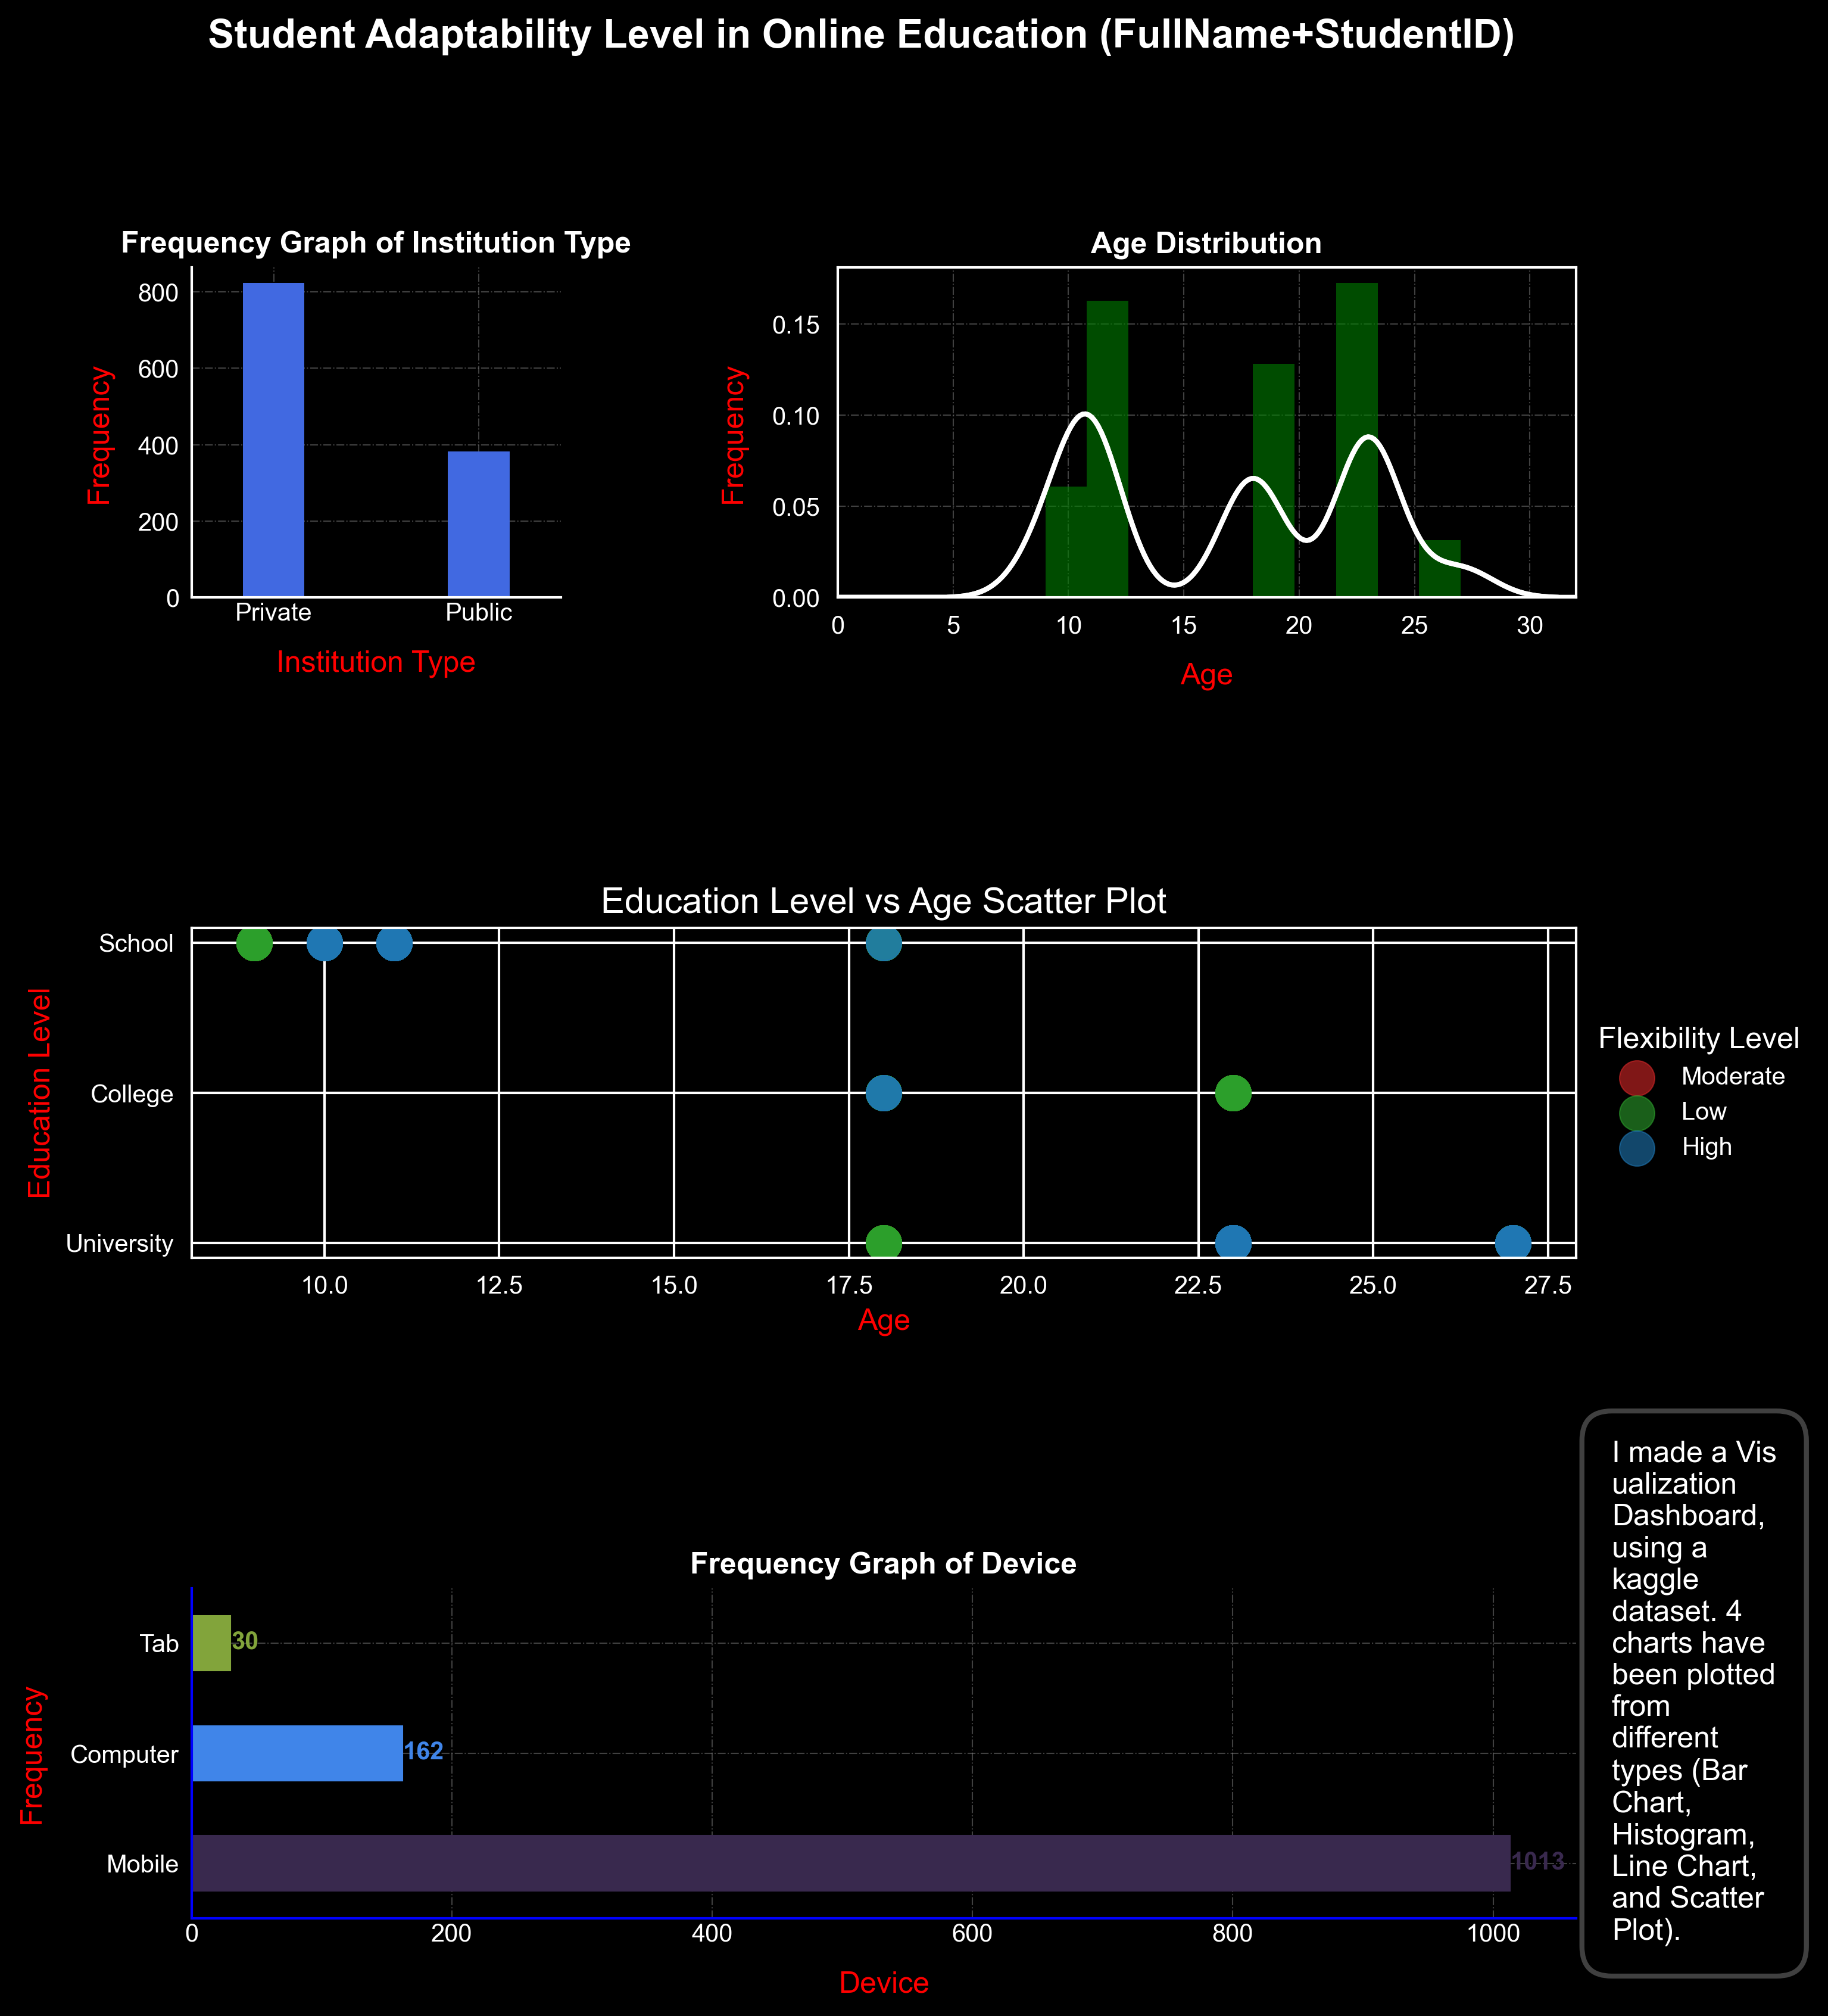 Student Adaptability Level in Online Education (FullName+StudentID)
Frequency Graph of Institution Type
Frequency
800
600
400
200
0
Private
Public
Institution Type
Age Distribution
Frequency
0.15
0.10
0.05
0.00
0
5
10
15
20
25
30
Age
Education Level vs Age Scatter Plot
Education Level
School
College
University
10.0
12.5
15.0
17.5
20.0
22.5
25.0
27.5
Age
Flexibility Level
Moderate
Low
High
Frequency Graph of Device
Frequency
Tab
30
Computer
162
Mobile
1013
0
200
400
600
800
1000
Device
I made a Vis
ualization
Dashboard,
using a
kaggle
dataset. 4
charts have
been plotted
from
different
types (Bar
Chart,
Histogram,
Line Chart,
and Scatter
Plot).